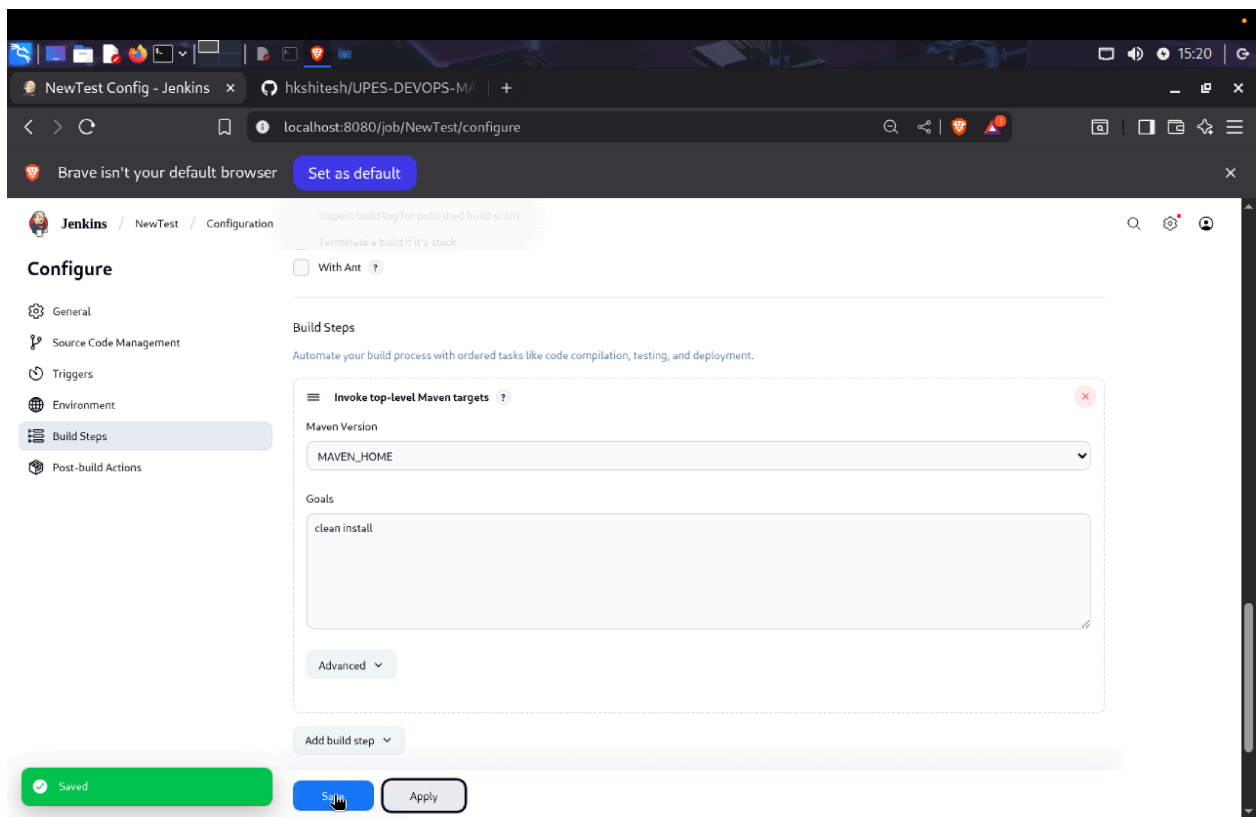 15:20
NewTest Config - Jenkins
hkshitesh/UPES-DEVOPS-MA
localhost:8080/job/NewTest/configure
1
Brave isn't your default browser
Set as default
Jenkins / NewTest / Configuration
Inspect build log for published build scans
Terminate a build if it's stuck
With Ant ?
Configure
General
Source Code Management
Triggers
Environment
Build Steps
Post-build Actions
Build Steps
Automate your build process with ordered tasks like code compilation, testing, and deployment.
Invoke top-level Maven targets ?
Maven Version
MAVEN_HOME
Goals
clean install
Advanced
Add build step
Saved
Save
Apply